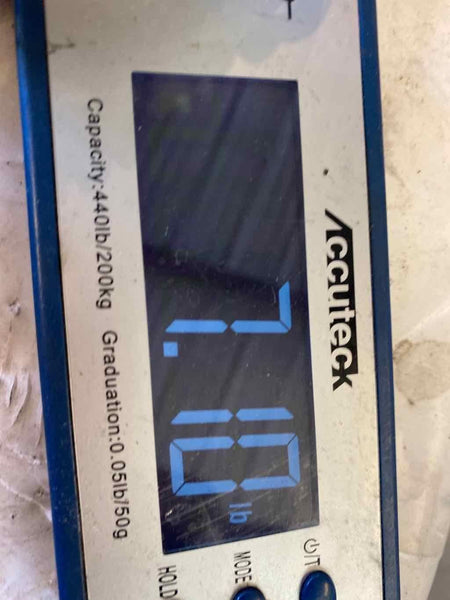 Accuteck
7.10 lb
Capacity:440lb/200kg Graduation:0.05lb/50g
⏻/T
MODE
HOLD